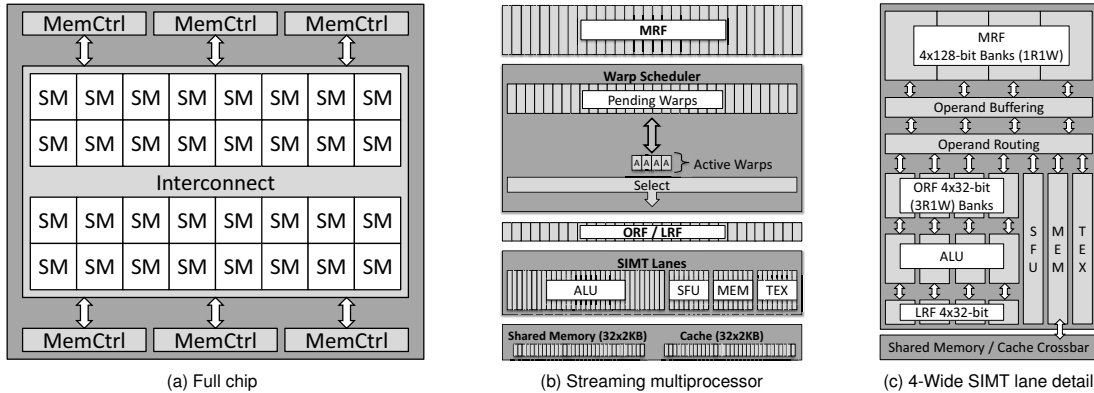 MemCtrl MemCtrl MemCtrl
SM SM SM SM SM SM SM SM
SM SM SM SM SM SM SM SM
Interconnect
SM SM SM SM SM SM SM SM
SM SM SM SM SM SM SM SM
MemCtrl MemCtrl MemCtrl
(a) Full chip
MRF
Warp Scheduler
Pending Warps
A A A A
Active Warps
Select
ORF / LRF
SIMT Lanes
ALU SFU MEM TEX
Shared Memory (32x2KB) Cache (32x2KB)
(b) Streaming multiprocessor
MRF
4x128-bit Banks (1R1W)
Operand Buffering
Operand Routing
ORF 4x32-bit
(3R1W) Banks
ALU
LRF 4x32-bit
SFU
MEM
TEX
Shared Memory / Cache Crossbar
(c) 4-Wide SIMT lane detail